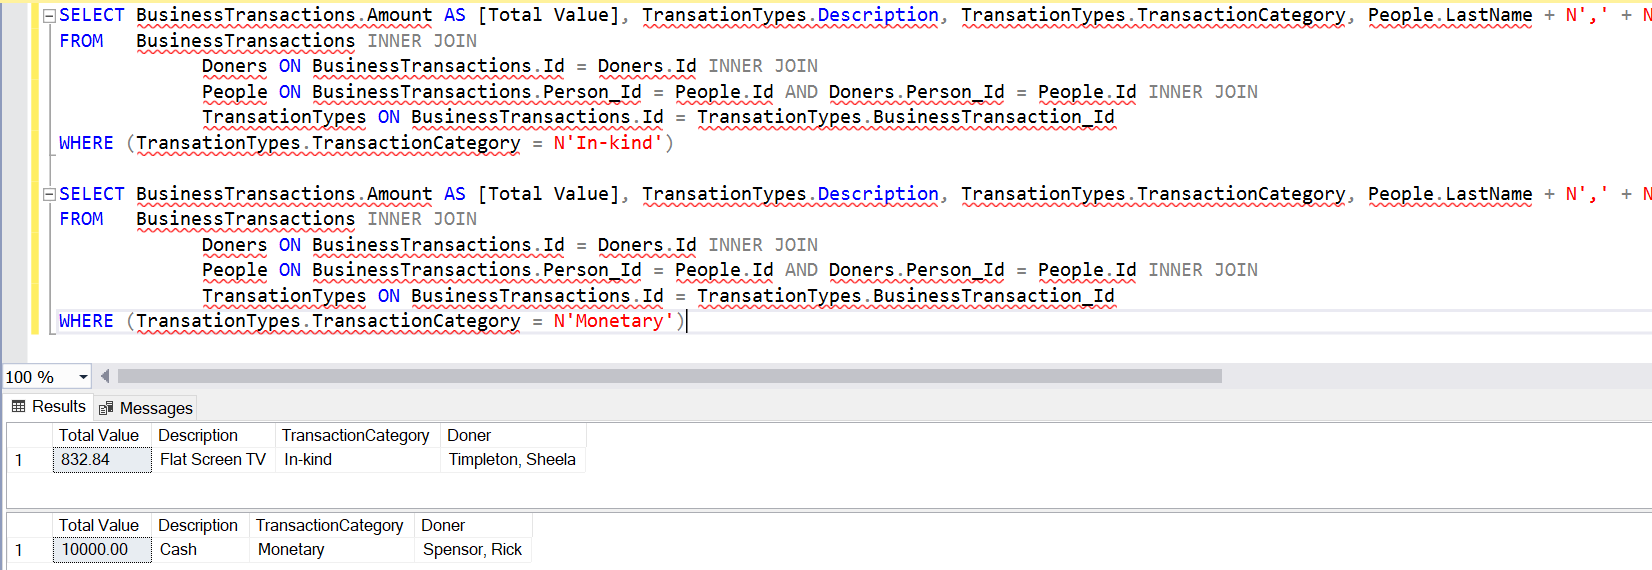 SELECT BusinessTransactions.Amount AS [Total Value], TransationTypes.Description, TransationTypes.TransactionCategory, People.LastName + N',' + N
FROM BusinessTransactions INNER JOIN
Doners ON BusinessTransactions.Id = Doners.Id INNER JOIN
People ON BusinessTransactions.Person_Id = People.Id AND Doners.Person_Id = People.Id INNER JOIN
TransationTypes ON BusinessTransactions.Id = TransationTypes.BusinessTransaction_Id
WHERE (TransationTypes.TransactionCategory = N'In-kind')
SELECT BusinessTransactions.Amount AS [Total Value], TransationTypes.Description, TransationTypes.TransactionCategory, People.LastName + N',' + N
FROM BusinessTransactions INNER JOIN
Doners ON BusinessTransactions.Id = Doners.Id INNER JOIN
People ON BusinessTransactions.Person_Id = People.Id AND Doners.Person_Id = People.Id INNER JOIN
TransationTypes ON BusinessTransactions.Id = TransationTypes.BusinessTransaction_Id
WHERE (TransationTypes.TransactionCategory = N'Monetary')
100 %
Results Messages
Total Value Description TransactionCategory Doner
1 832.84 Flat Screen TV In-kind Timpleton, Sheela
Total Value Description TransactionCategory Doner
1 10000.00 Cash Monetary Spensor, Rick